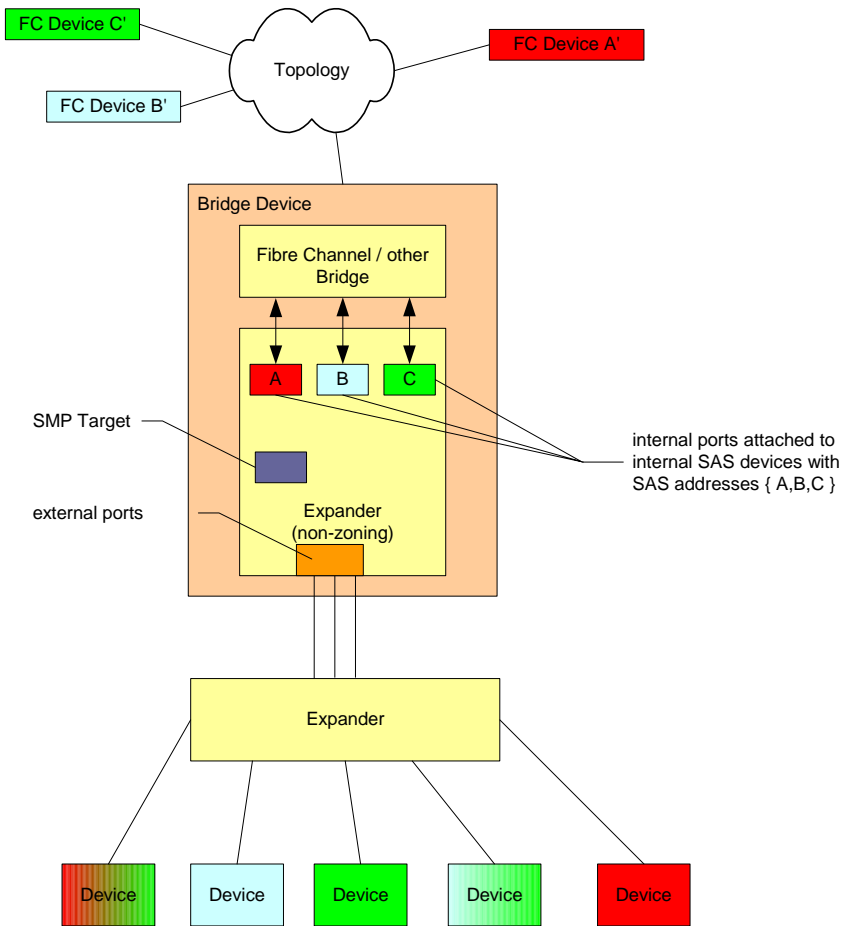 FC Device C'
FC Device A'
Topology
FC Device B'
Bridge Device
Fibre Channel / other
Bridge
A
B
C
SMP Target
internal ports attached to
internal SAS devices with
SAS addresses { A,B,C }
external ports
Expander
(non-zoning)
Expander
Device
Device
Device
Device
Device